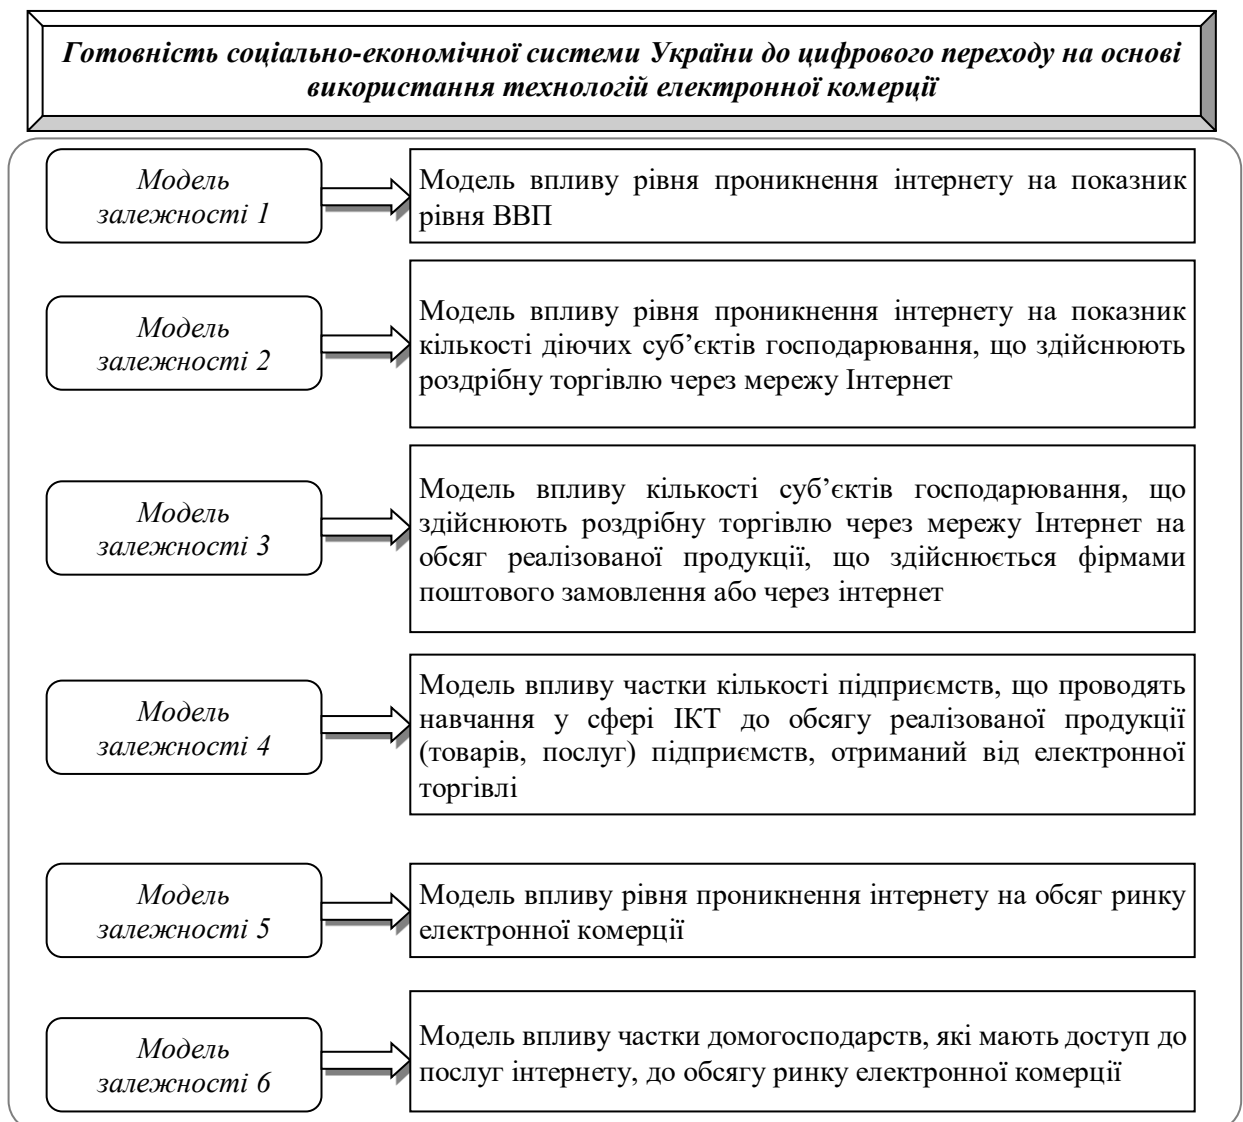 Готовність соціально-економічної системи України до цифрового переходу на основі
використання технологій електронної комерції
Модель
залежності 1
Модель впливу рівня проникнення інтернету на показник
рівня ВВП
Модель
залежності 2
Модель впливу рівня проникнення інтернету на показник
кількості діючих суб’єктів господарювання, що здійснюють
роздрібну торгівлю через мережу Інтернет
Модель
залежності 3
Модель впливу кількості суб’єктів господарювання, що
здійснюють роздрібну торгівлю через мережу Інтернет на
обсяг реалізованої продукції, що здійснюється фірмами
поштового замовлення або через інтернет
Модель
залежності 4
Модель впливу частки кількості підприємств, що проводять
навчання у сфері ІКТ до обсягу реалізованої продукції
(товарів, послуг) підприємств, отриманий від електронної
торгівлі
Модель
залежності 5
Модель впливу рівня проникнення інтернету на обсяг ринку
електронної комерції
Модель
залежності 6
Модель впливу частки домогосподарств, які мають доступ до
послуг інтернету, до обсягу ринку електронної комерції